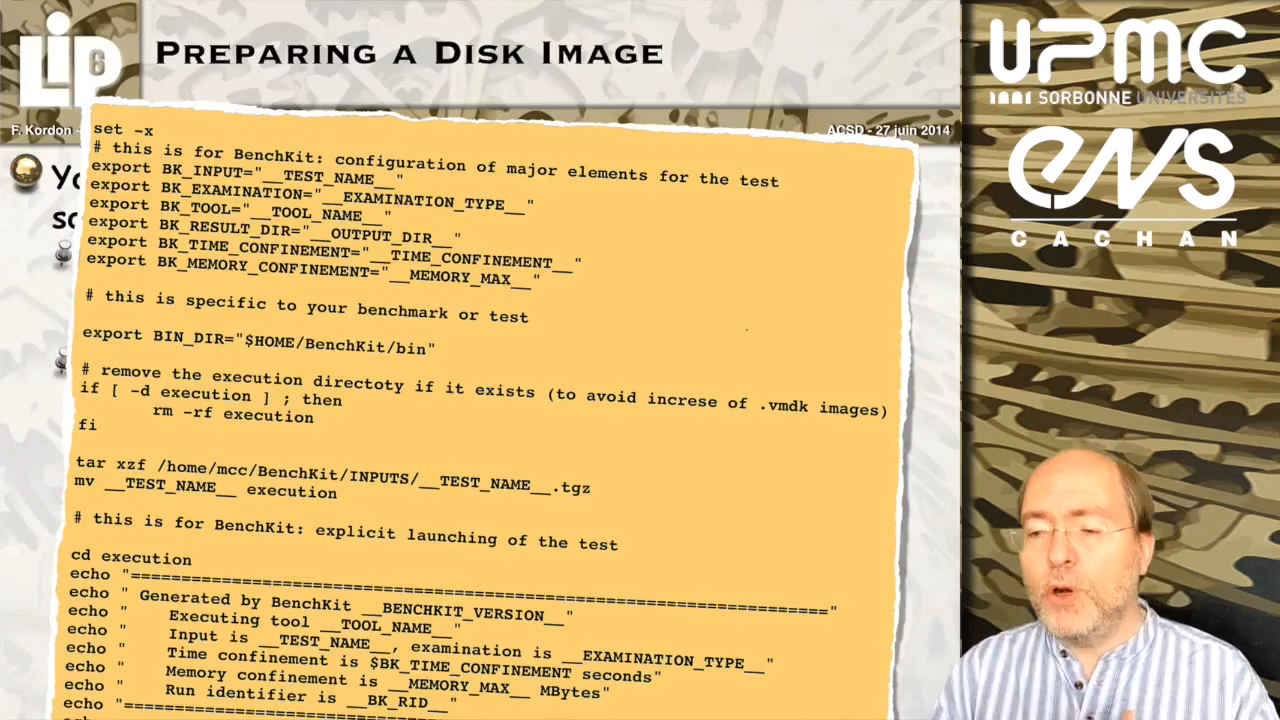 LiP6
PREPARING A DISK IMAGE
UPMC
SORBONNE UNIVERSITÉS
F. Kordon -
ACSD - 27 juin 2014
ENS
CACHAN
set -x
# this is for BenchKit: configuration of major elements for the test
export BK_INPUT="__TEST_NAME__"
export BK_EXAMINATION="__EXAMINATION_TYPE__"
export BK_TOOL="__TOOL_NAME__"
export BK_RESULT_DIR="__OUTPUT_DIR__"
export BK_TIME_CONFINEMENT="__TIME_CONFINEMENT__"
export BK_MEMORY_CONFINEMENT="__MEMORY_MAX__"
# this is specific to your benchmark or test
export BIN_DIR="$HOME/BenchKit/bin"
# remove the execution directoty if it exists (to avoid increse of .vmdk images)
if [ -d execution ] ; then
rm -rf execution
fi
tar xzf /home/mcc/BenchKit/INPUTS/__TEST_NAME__.tgz
mv __TEST_NAME__ execution
# this is for BenchKit: explicit launching of the test
cd execution
echo "====================================================================="
echo " Generated by BenchKit __BENCHKIT_VERSION__"
echo "    Executing tool __TOOL_NAME__"
echo "    Input is __TEST_NAME__, examination is __EXAMINATION_TYPE__"
echo "    Time confinement is $BK_TIME_CONFINEMENT seconds"
echo "    Memory confinement is __MEMORY_MAX__ MBytes"
echo "    Run identifier is __BK_RID__"
echo "=====================================================================